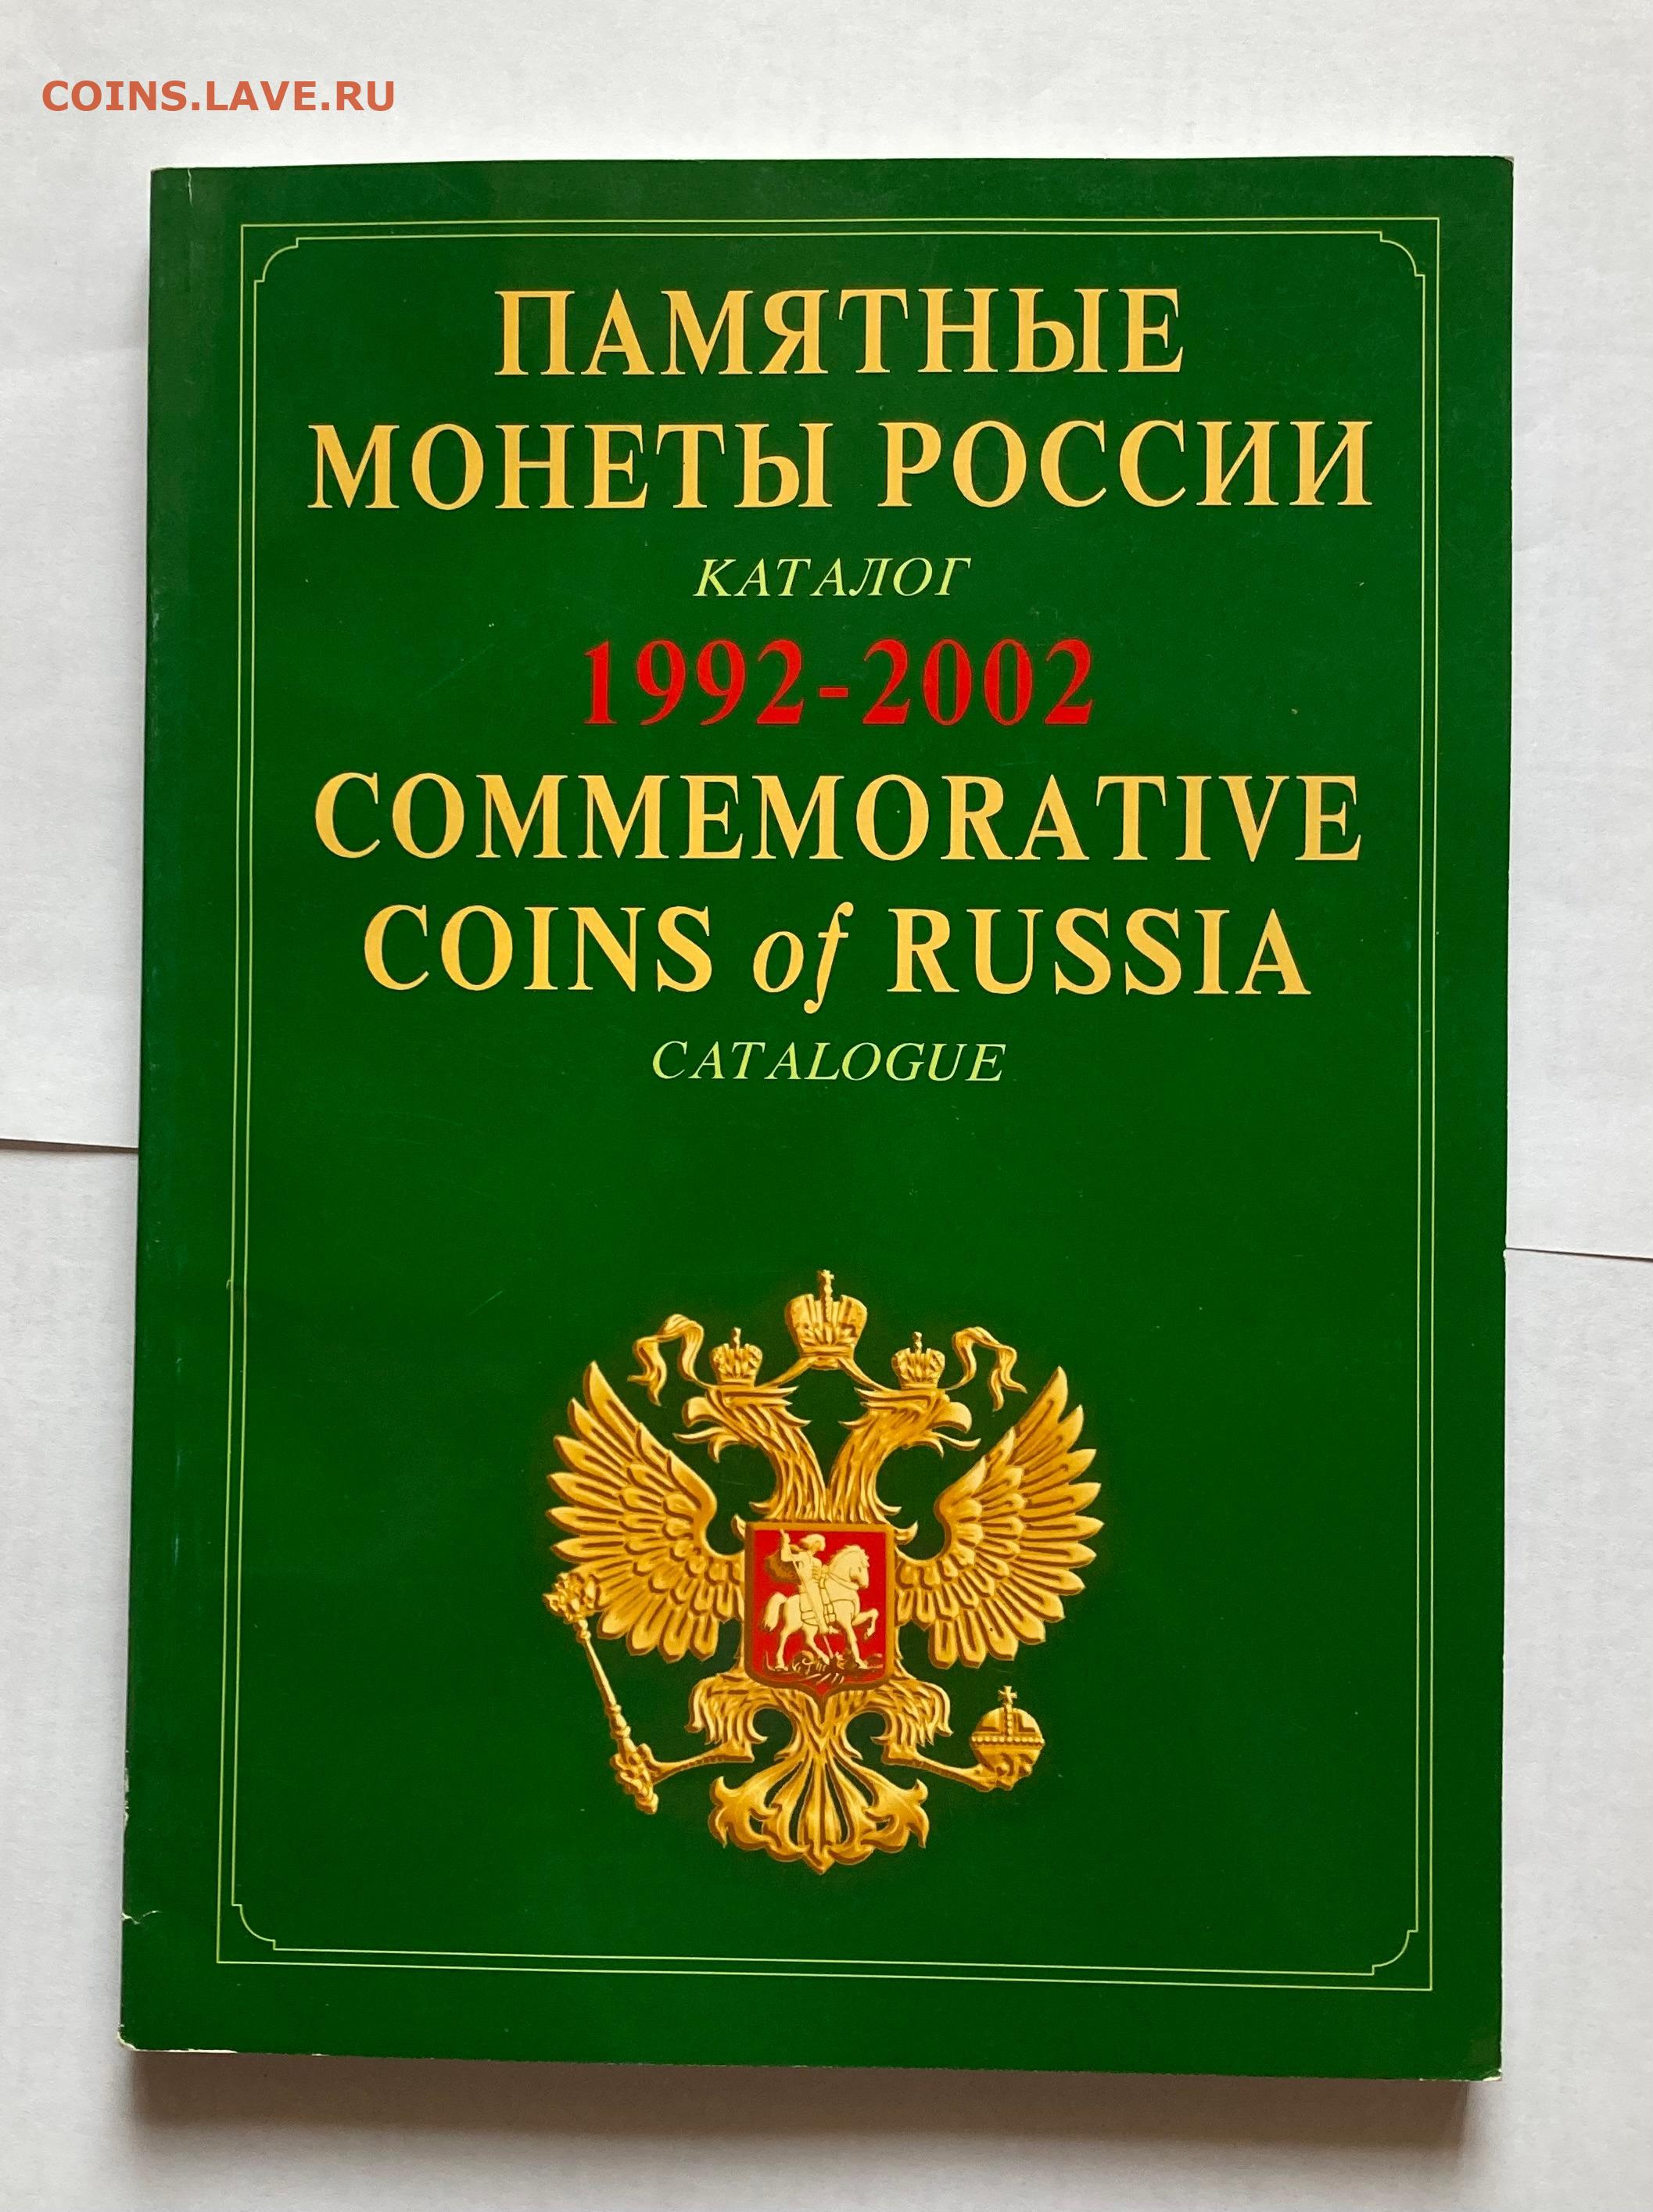 COINS.LAVE.RU
ПАМЯТНЫЕ
МОНЕТЫ РОССИИ
КАТАЛОГ
1992-2002
COMMEMORATIVE
COINS of RUSSIA
CATALOGUE